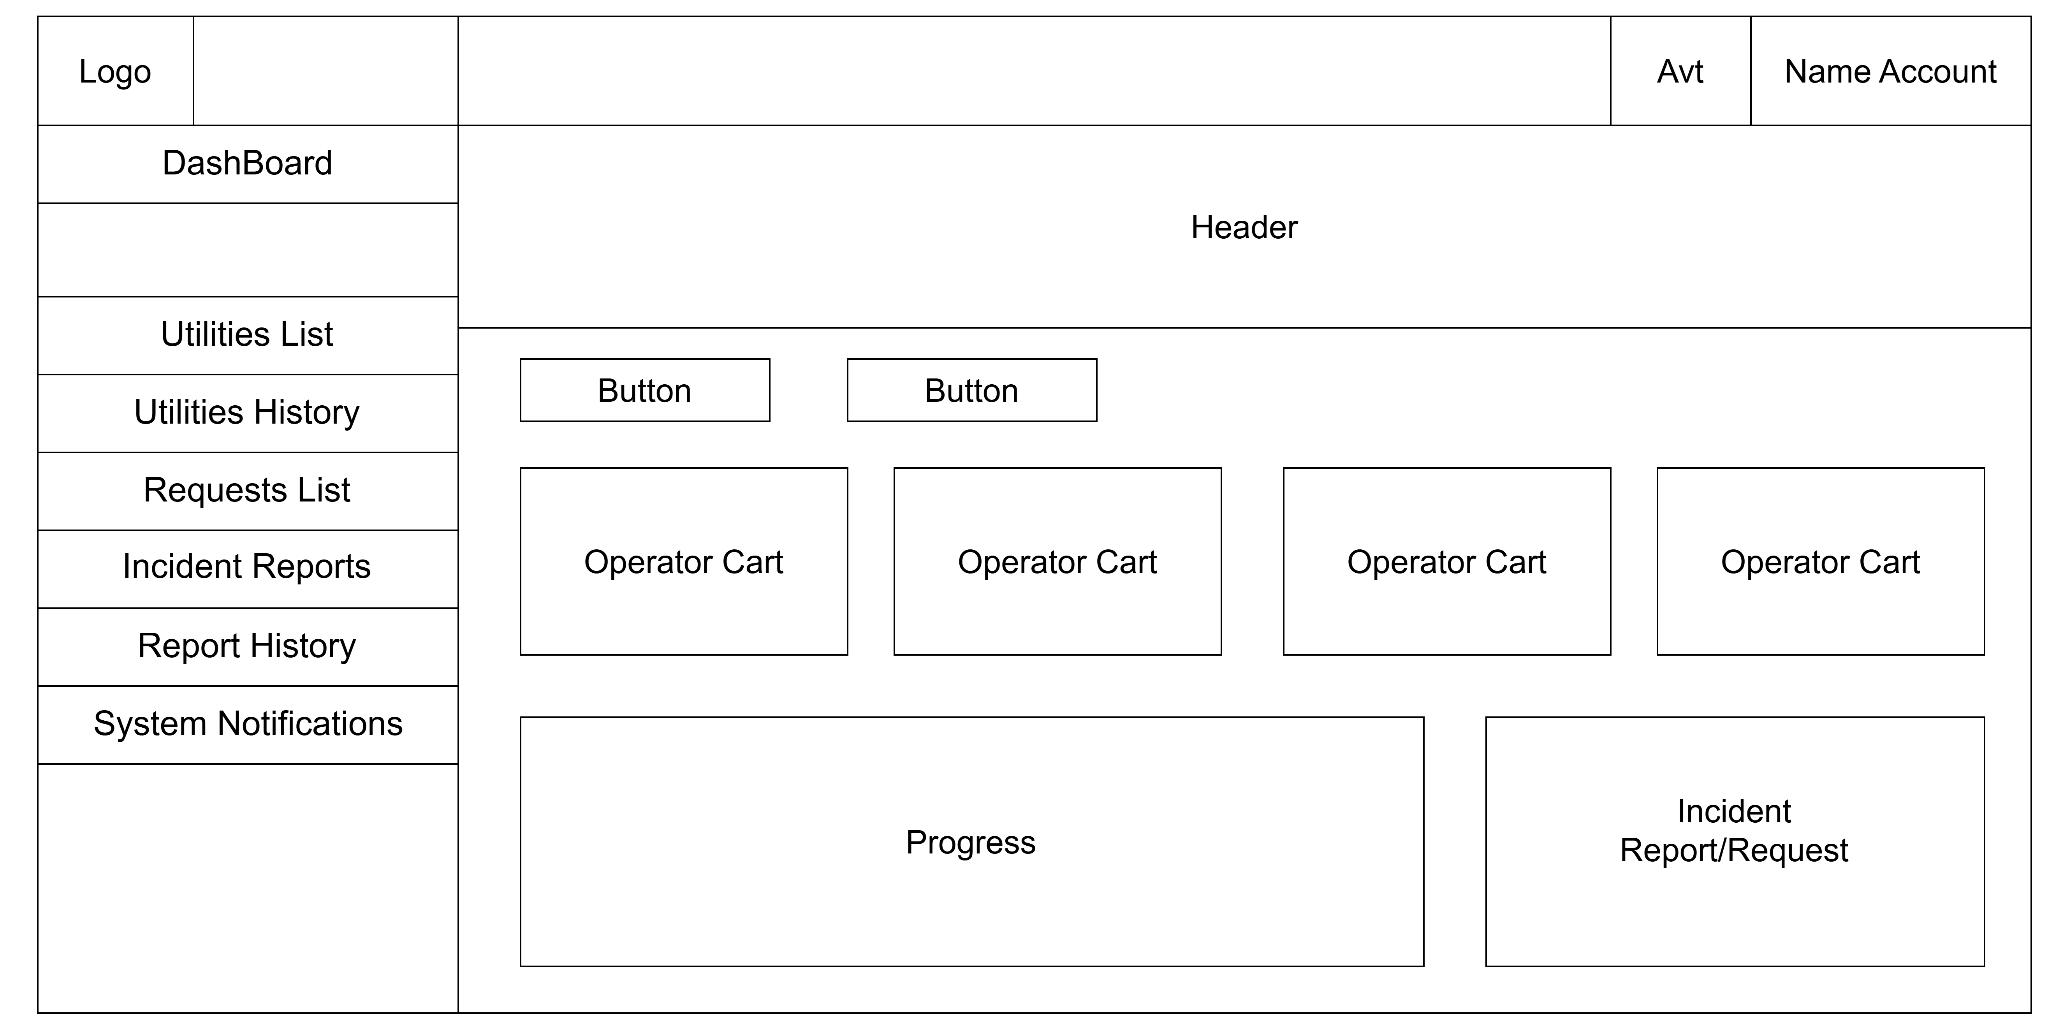 Logo
Avt
Name Account
DashBoard
Header
Utilities List
Utilities History
Requests List
Incident Reports
Report History
System Notifications
Button
Button
Operator Cart
Operator Cart
Operator Cart
Operator Cart
Progress
Incident
Report/Request